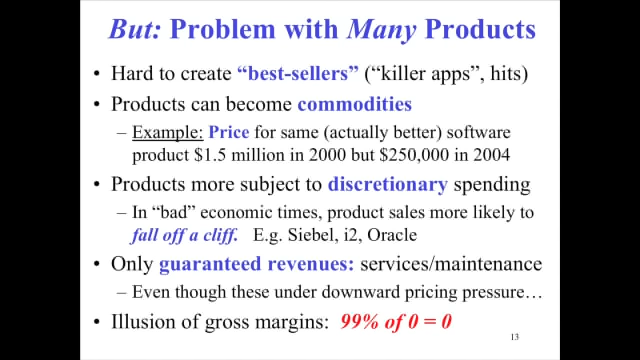 But: Problem with Many Products
• Hard to create “best-sellers” (“killer apps”, hits)
• Products can become commodities
– Example: Price for same (actually better) software
product $1.5 million in 2000 but $250,000 in 2004
• Products more subject to discretionary spending
– In “bad” economic times, product sales more likely to
fall off a cliff. E.g. Siebel, i2, Oracle
• Only guaranteed revenues: services/maintenance
– Even though these under downward pricing pressure…
• Illusion of gross margins: 99% of 0 = 0
13